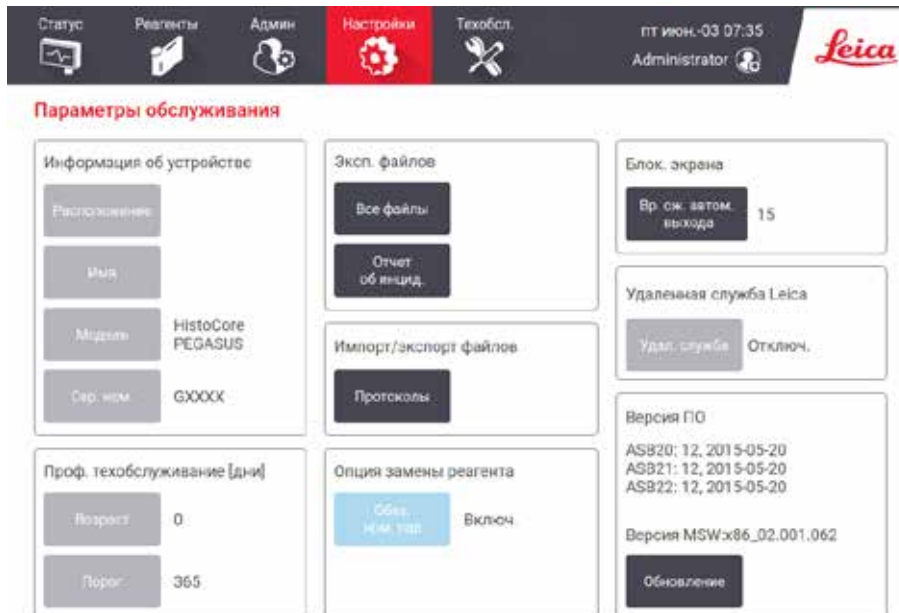 Статус Реагенты Админ Настройки Техобсл.
пт июн.-03 07:35
Administrator
Leica
Параметры обслуживания
Информация об устройстве
Расположение
Имя
Модель
HistoCore
PEGASUS
Сер. ном.
GXXXX
Проф. техобслуживание [дни]
Возраст
0
Порог
365
Эксп. файлов
Все файлы
Отчет
об инцид.
Импорт/экспорт файлов
Протоколы
Опция замены реагента
Включ.
Блок. экрана
Вр. ож. автом.
выхода
15
Удаленная служба Leica
Удал. служба
Отключ.
Версия ПО
ASB20: 12, 2015-05-20
ASB21: 12, 2015-05-20
ASB22: 12, 2015-05-20
Версия MSW:x86_02.001.062
Обновление